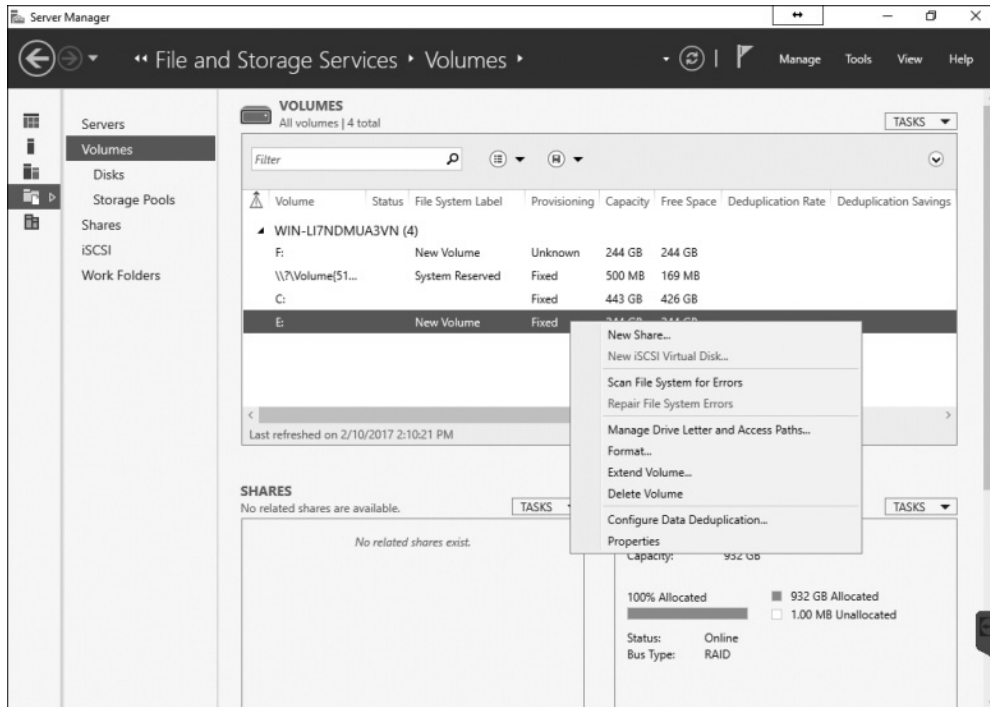 Server Manager
File and Storage Services ‣ Volumes ‣
Manage Tools View Help
Servers
Volumes
Disks
Storage Pools
Shares
iSCSI
Work Folders
VOLUMES
All volumes | 4 total
TASKS
Filter
Volume Status File System Label Provisioning Capacity Free Space Deduplication Rate Deduplication Savings
WIN-LI7NDMUA3VN (4)
F: New Volume Unknown 244 GB 244 GB
\\?\Volume{51... System Reserved Fixed 500 MB 169 MB
C: Fixed 443 GB 426 GB
E: New Volume Fixed 244 GB 244 GB
New Share...
New iSCSI Virtual Disk...
Scan File System for Errors
Repair File System Errors
Manage Drive Letter and Access Paths...
Format...
Extend Volume...
Delete Volume
Configure Data Deduplication...
Properties
Last refreshed on 2/10/2017 2:10:21 PM
SHARES
No related shares are available.
TASKS
No related shares exist.
TASKS
Capacity: 932 GB
100% Allocated
932 GB Allocated
1.00 MB Unallocated
Status: Online
Bus Type: RAID